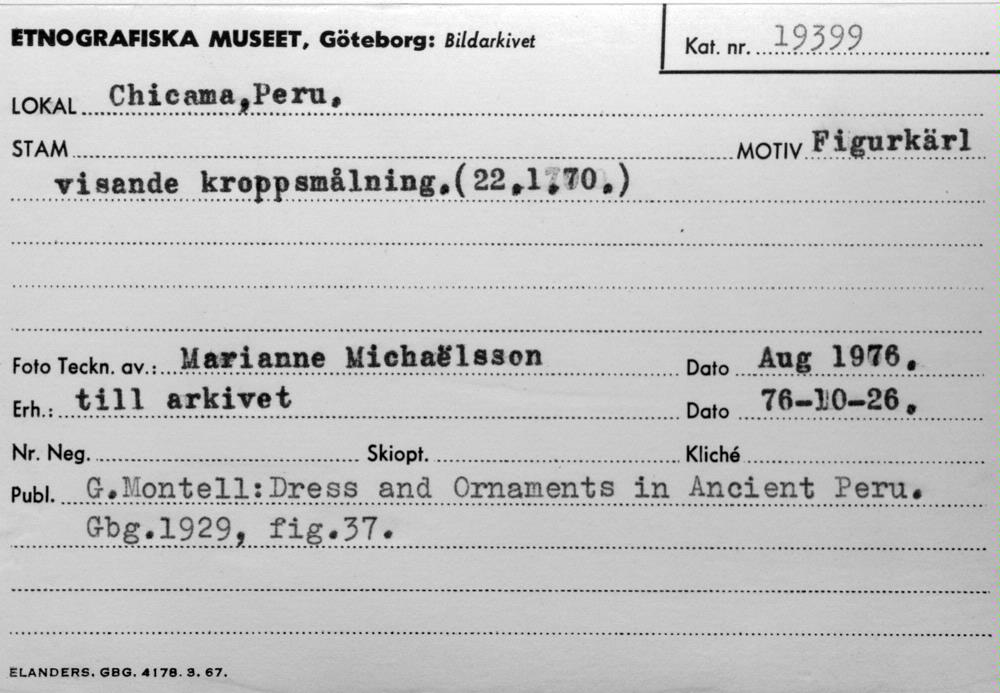 ETNOGRAFISKA MUSEET, Göteborg: Bildarkivet
Kat. nr. 19399
LOKAL Chicama,Peru.
STAM MOTIV Figurkärl
visande kroppsmålning.(22.1.70.)
Foto Teckn. av.: Marianne Michaëlsson Dato Aug 1976.
Erh.: till arkivet Dato 76-10-26.
Nr. Neg. Skiopt. Kliché
Publ. G.Montell:Dress and Ornaments in Ancient Peru.
Gbg.1929, fig.37.
ELANDERS. GBG. 4178. 3. 67.